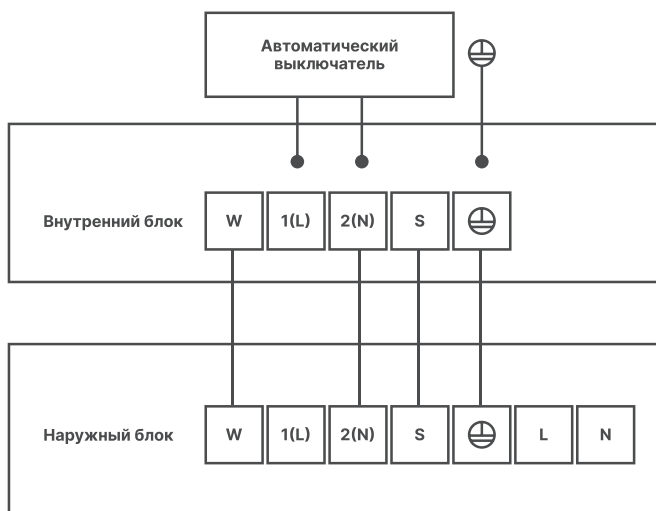 Автоматический
выключатель
Внутренний блок
W
1(L)
2(N)
S
Наружный блок
W
1(L)
2(N)
S
L
N